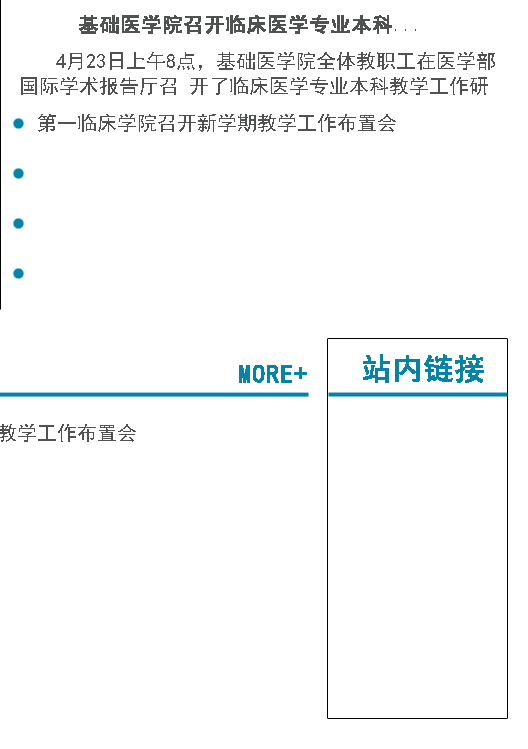 基础医学院召开临床医学专业本科...
4月23日上午8点，基础医学院全体教职工在医学部
国际学术报告厅召 开了临床医学专业本科教学工作研
第一临床学院召开新学期教学工作布置会
MORE+
站内链接
教学工作布置会